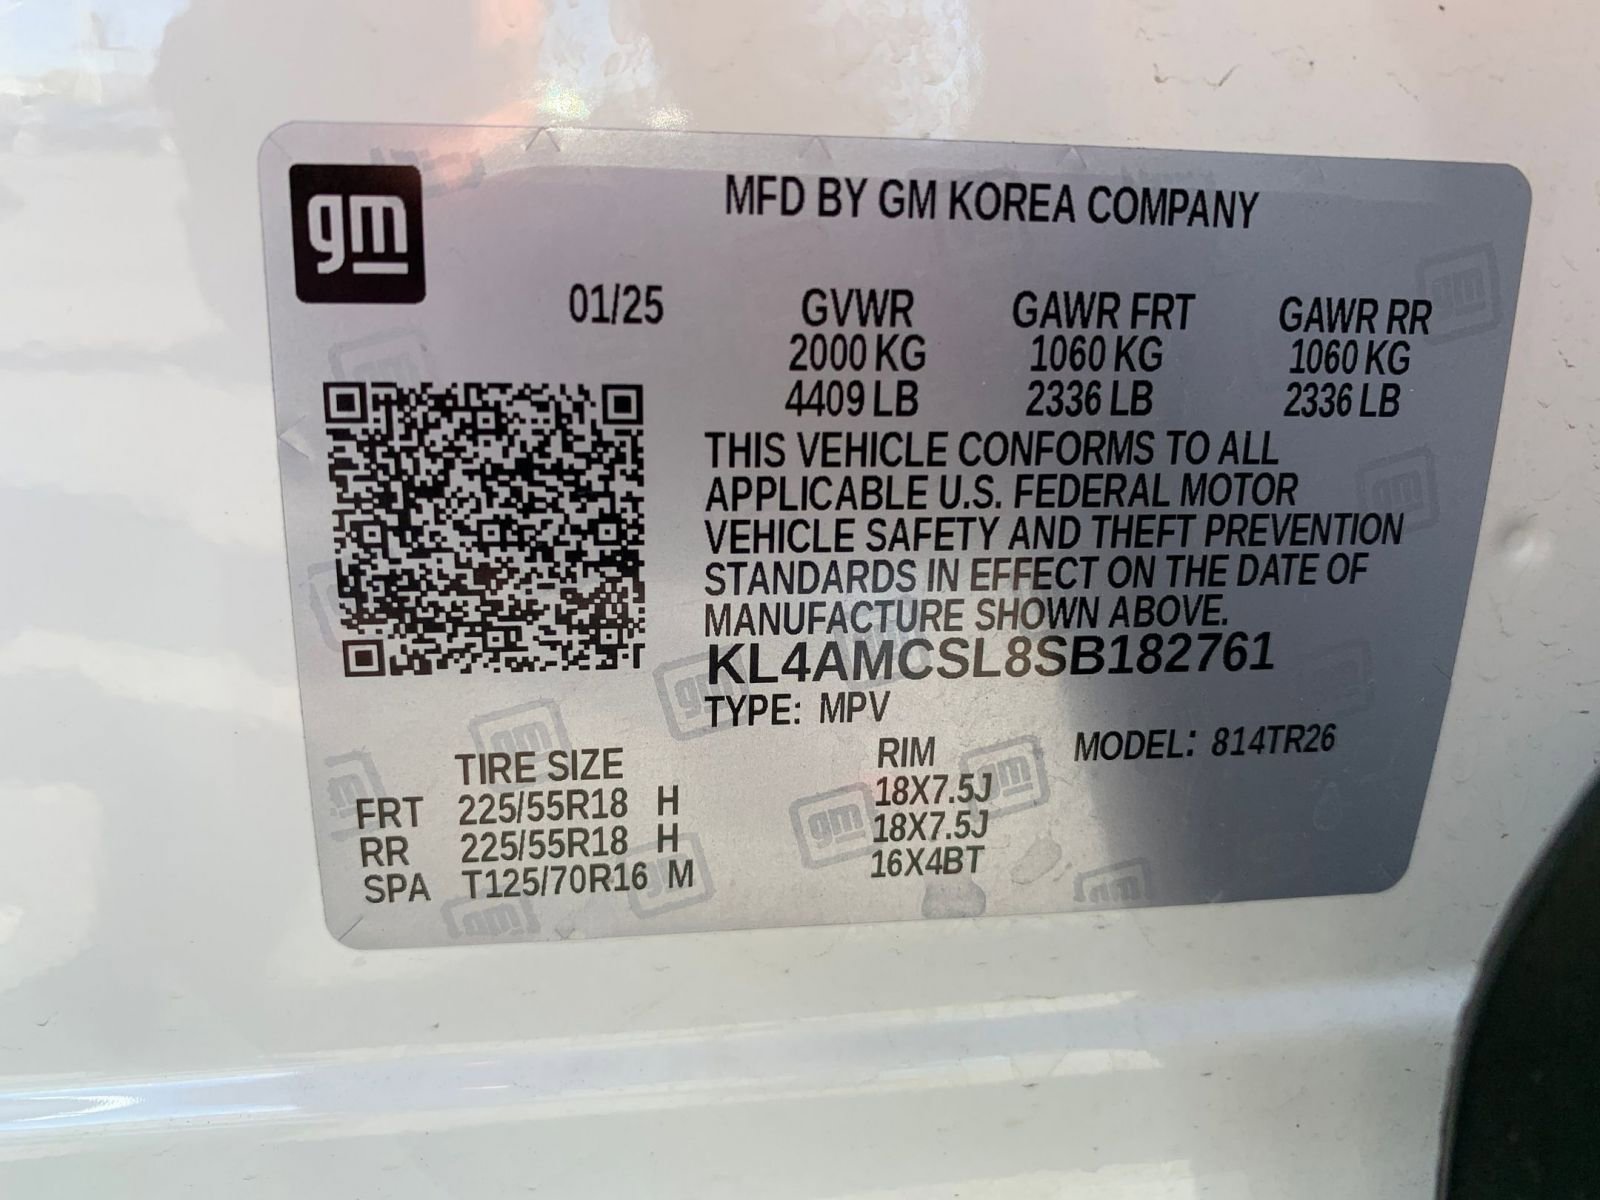 gm
MFD BY GM KOREA COMPANY
01/25 GVWR GAWR FRT GAWR RR
2000 KG 1060 KG 1060 KG
4409 LB 2336 LB 2336 LB
THIS VEHICLE CONFORMS TO ALL
APPLICABLE U.S. FEDERAL MOTOR
VEHICLE SAFETY AND THEFT PREVENTION
STANDARDS IN EFFECT ON THE DATE OF
MANUFACTURE SHOWN ABOVE.
KL4AMCSL8SB182761
TYPE: MPV
TIRE SIZE RIM MODEL: 814TR26
FRT 225/55R18 H 18X7.5J
RR 225/55R18 H 18X7.5J
SPA T125/70R16 M 16X4BT